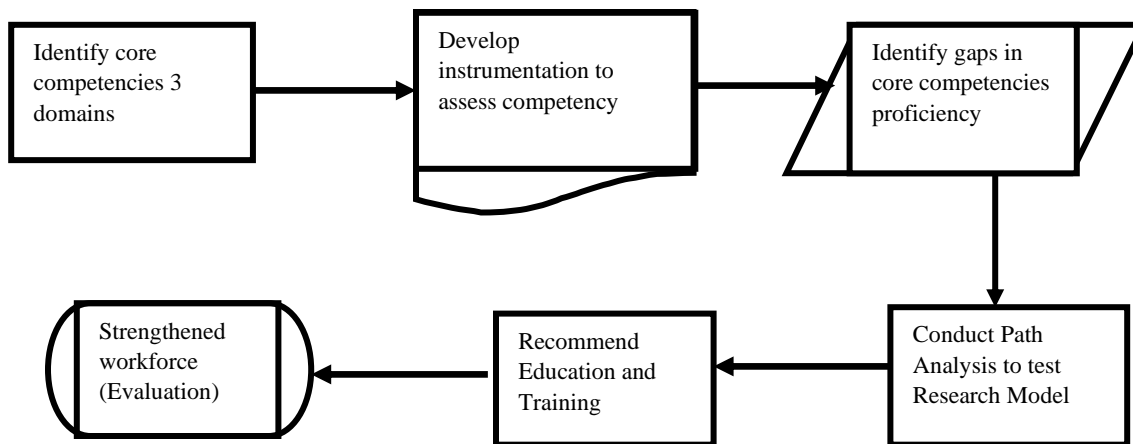 Identify core
competencies 3
domains
Develop
instrumentation to
assess competency
Identify gaps in
core competencies
proficiency
Conduct Path
Analysis to test
Research Model
Recommend
Education and
Training
Strengthened
workforce
(Evaluation)